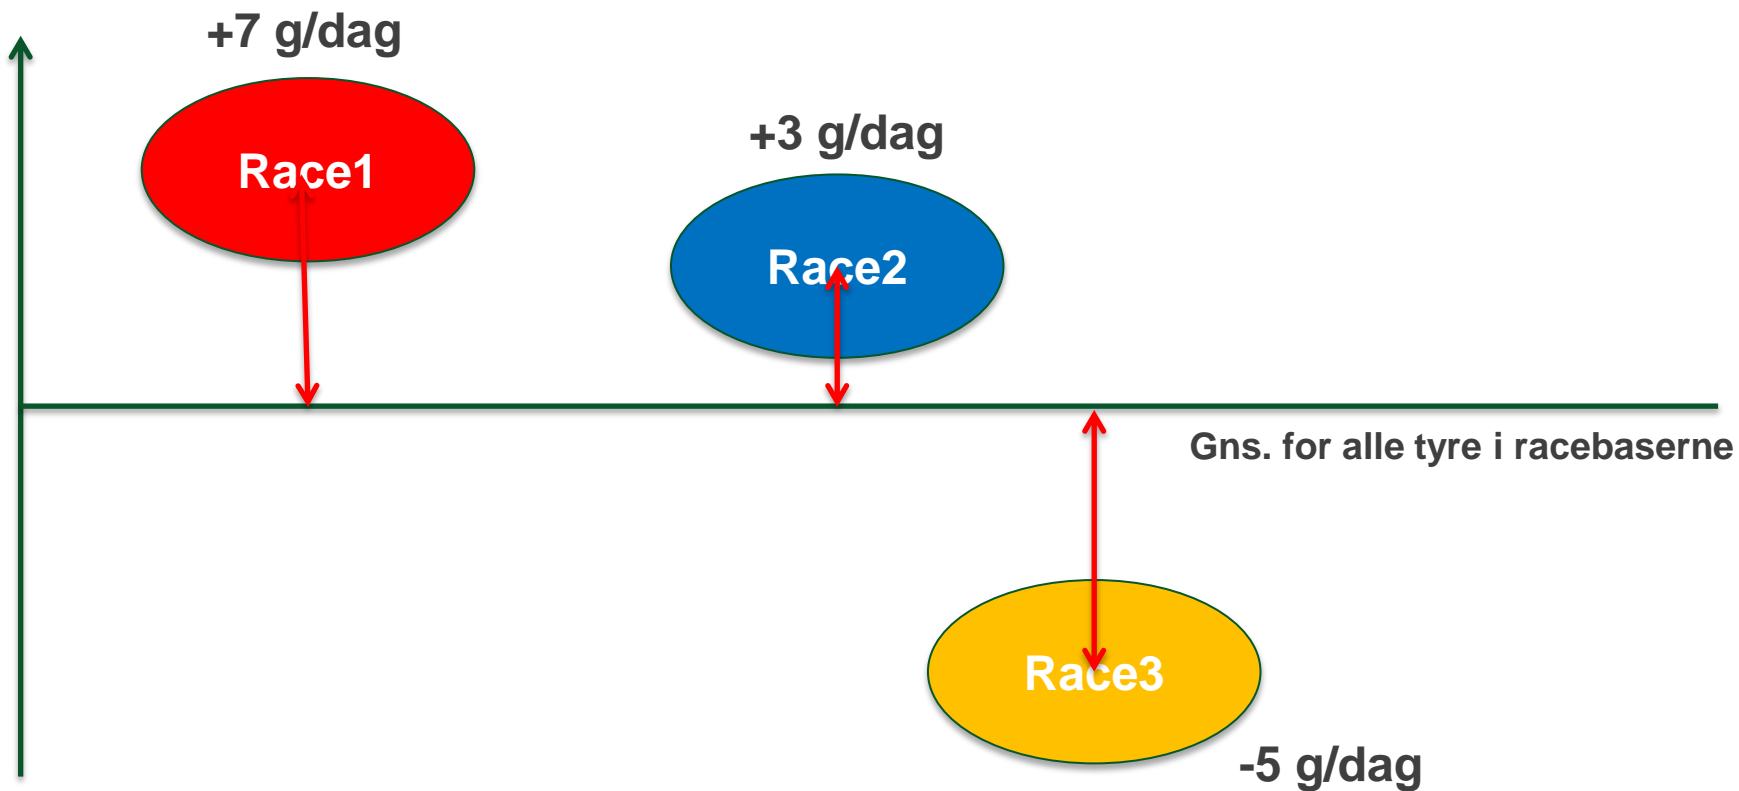 +7 g/dag
Race1
+3 g/dag
Race2
Gns. for alle tyre i racebaserne
Race3
-5 g/dag